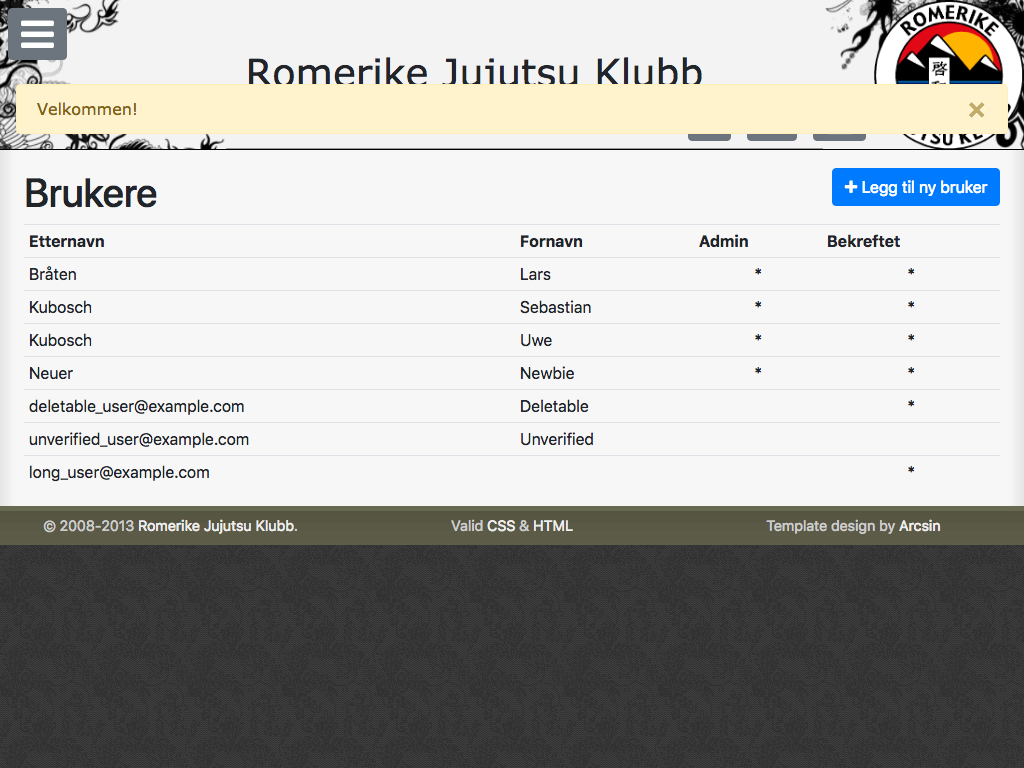 Romerike Jujutsu Klubb
ROMERIKE
啓
Velkommen! ×
Brukere
+ Legg til ny bruker
Etternavn Fornavn Admin Bekreftet
Bråten Lars * *
Kubosch Sebastian * *
Kubosch Uwe * *
Neuer Newbie * *
deletable_user@example.com Deletable *
unverified_user@example.com Unverified
long_user@example.com *
© 2008-2013 Romerike Jujutsu Klubb. Valid CSS & HTML Template design by Arcsin